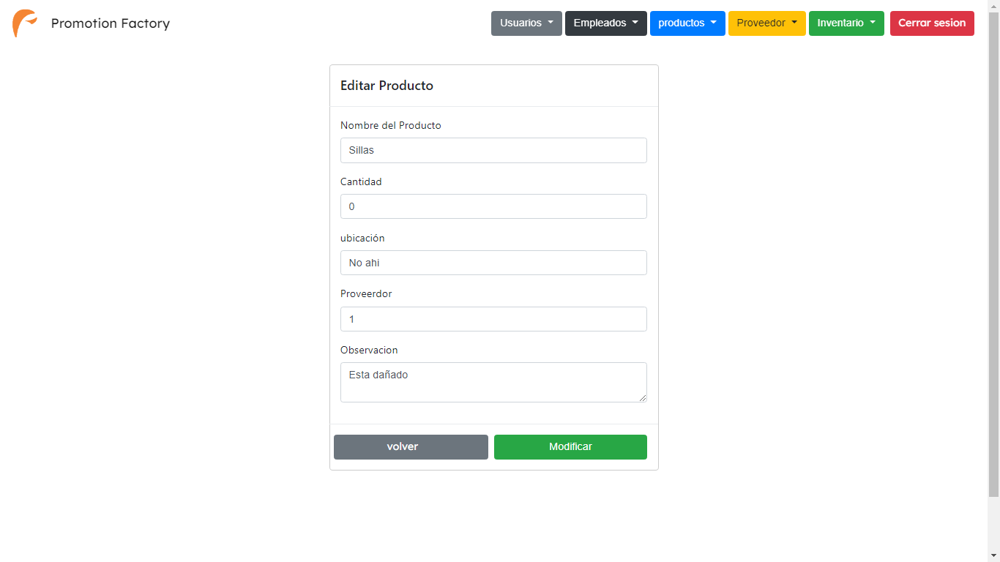 Promotion Factory Usuarios Empleados productos Proveedor Inventario Cerrar sesion
Editar Producto
Nombre del Producto
Sillas
Cantidad
0
ubicación
No ahi
Proveerdor
1
Observacion
Esta dañado
volver Modificar